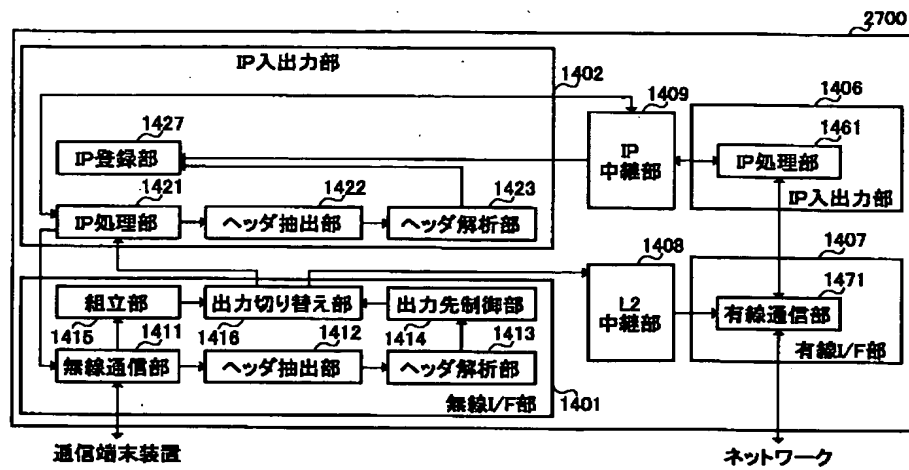 2700
IP入出力部
1402
1409
1406
1427
1461
IP登録部
IP
中継部
IP処理部
1421
1422
1423
IP入出力部
IP処理部
ヘッダ抽出部
ヘッダ解析部
1408
1407
1471
組立部
出力切り替え部
出力先制御部
L2
中継部
有線通信部
1415
1411
1416
1412
1414
1413
無線通信部
ヘッダ抽出部
ヘッダ解析部
有線I/F部
無線I/F部
1401
通信端末装置
ネットワーク